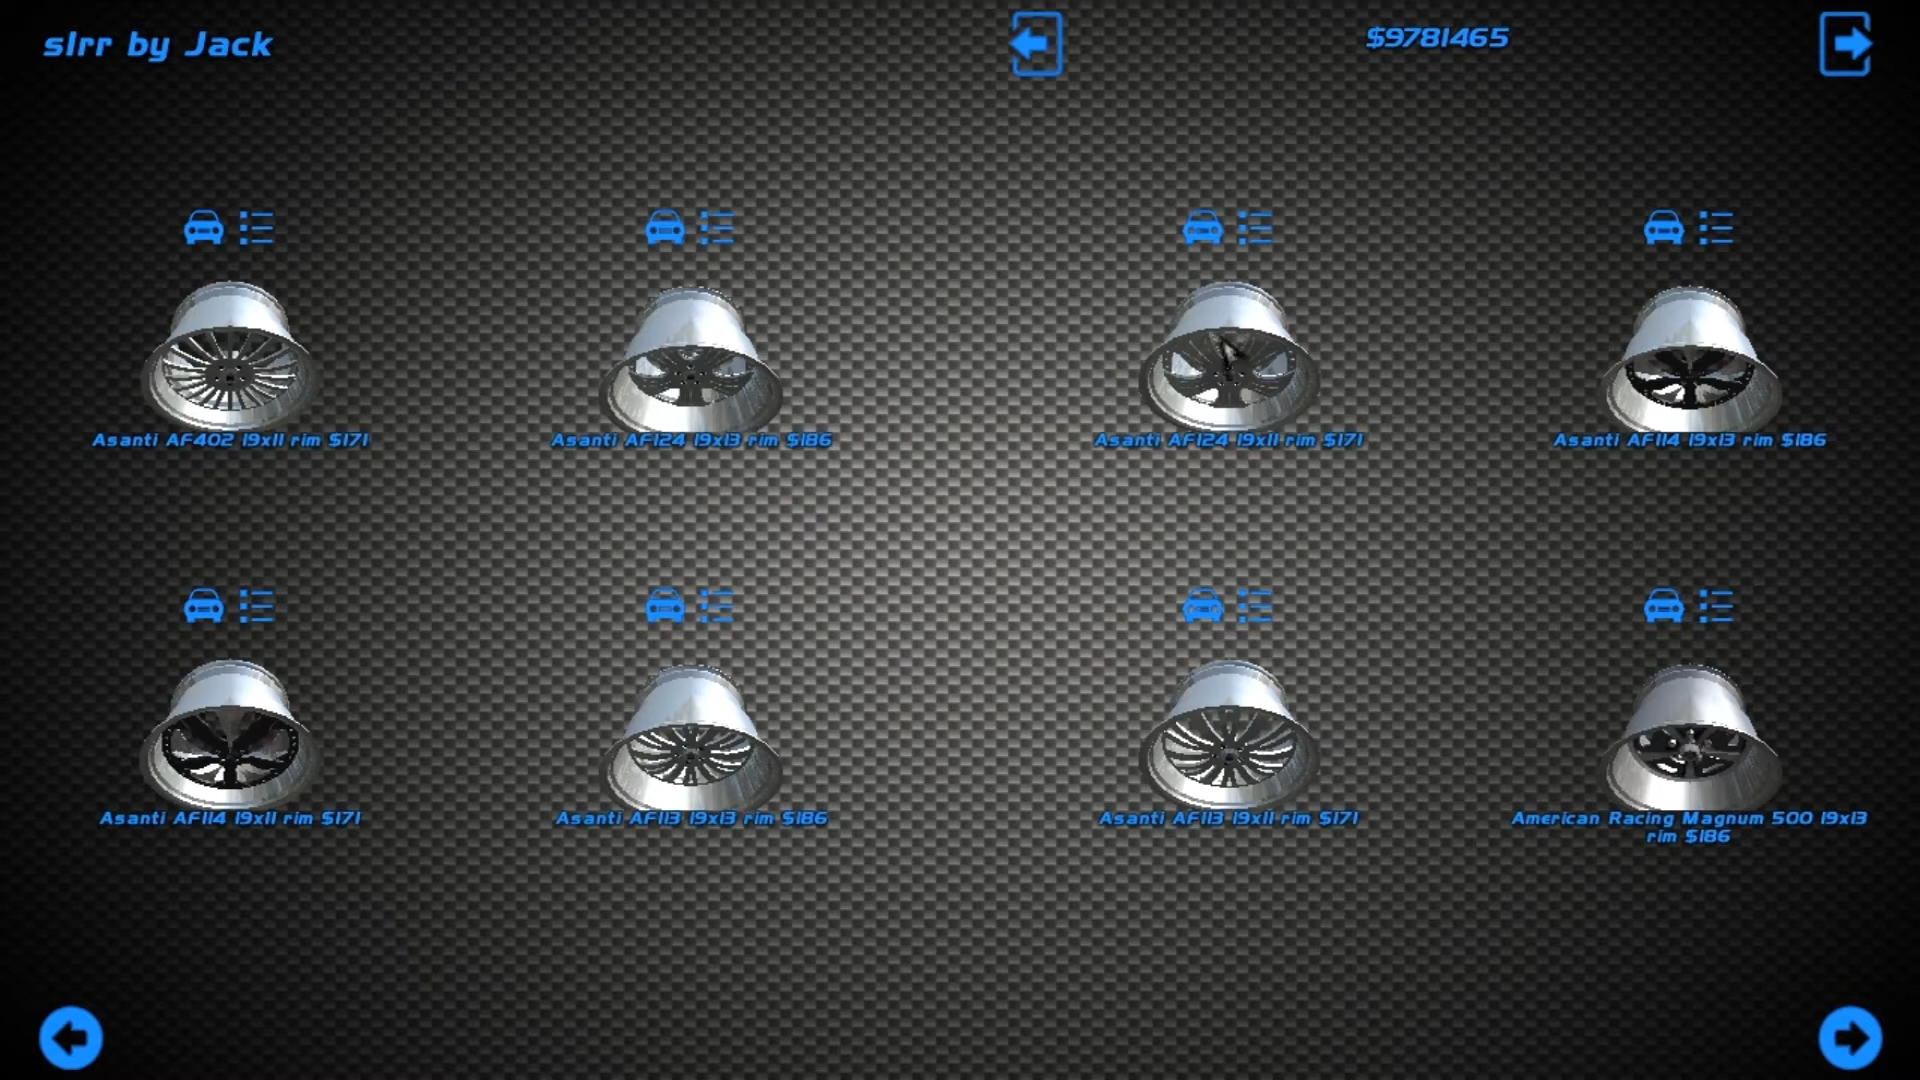 slrr by Jack
$9781465
Asanti AF402 19x11 rim $171
Asanti AF124 19x13 rim $186
Asanti AF124 19x11 rim $171
Asanti AF114 19x13 rim $186
Asanti AF114 19x11 rim $171
Asanti AF113 19x13 rim $186
Asanti AF113 19x11 rim $171
American Racing Magnum 500 19x13
rim $186